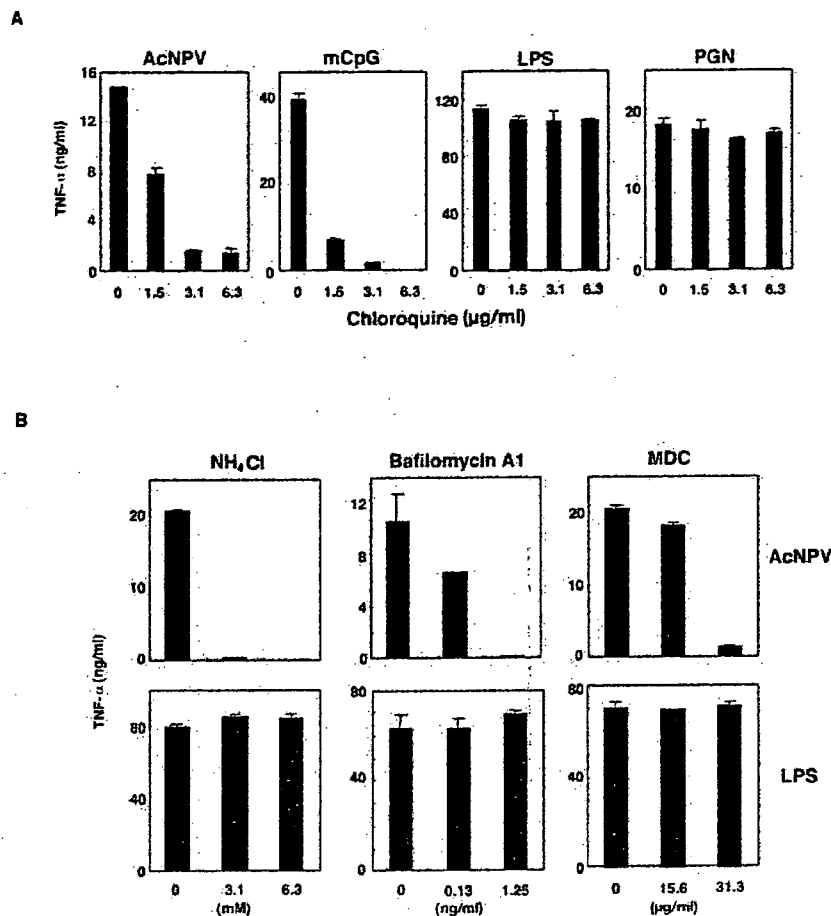 A
AcNPV mCpG LPS PGN
TNF-α (ng/ml)
16 12 8 4 0
40 20 0
120 80 40 0
20 10 0
0 1.5 3.1 6.3 0 1.5 3.1 6.3 0 1.5 3.1 6.3 0 1.5 3.1 6.3
Chloroquine (μg/ml)
B
NH₄Cl Bafilomycin A1 MDC
20 10 0
12 8 4 0
20 10 0
AcNPV
TNF-α (ng/ml)
80 40 0
80 40 0
80 40 0
LPS
0 3.1 6.3 0 0.13 1.25 0 15.6 31.3
(mM) (ng/ml) (μg/ml)